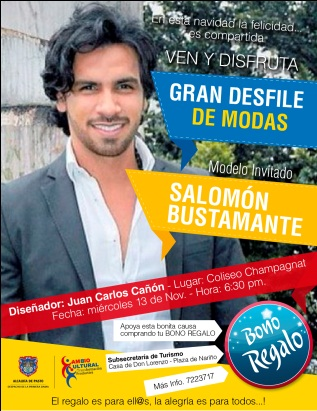 En esta navidad la felicidad...
es compartida
VEN Y DISFRUTA
GRAN DESFILE
DE MODAS
Modelo Invitado
SALOMÓN
BUSTAMANTE
Diseñador: Juan Carlos Cañón - Lugar: Coliseo Champagnat
Fecha: miércoles 13 de Nov. - Hora: 6:30 pm.
Apoya esta bonita causa
comprando tu BONO REGALO
BONO
Regalo
ALCALDÍA DE PASTO
CAMBIO
CULTURAL
Subsecretaría de Turismo
Casa de Don Lorenzo - Plaza de Nariño
Más Info. 7223717
El regalo es para ell@s, la alegría es para todos...!